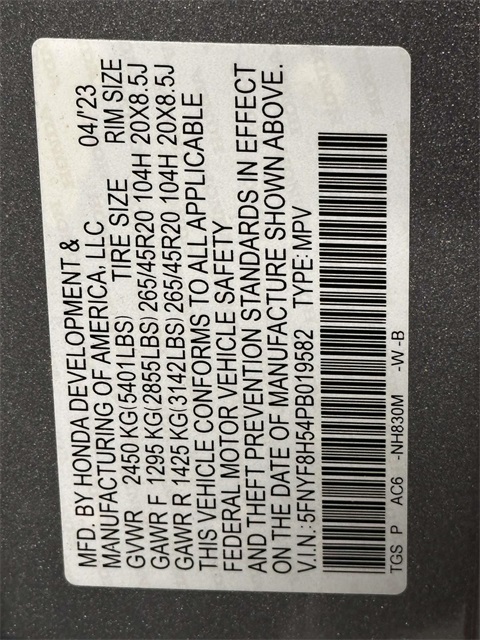 MFD. BY HONDA DEVELOPMENT &
MANUFACTURING OF AMERICA, LLC 04/'23
GVWR 2450 KG(5401LBS) TIRE SIZE RIM SIZE
GAWR F 1295 KG(2855LBS) 265/45R20 104H 20X8.5J
GAWR R 1425 KG(3142LBS) 265/45R20 104H 20X8.5J
THIS VEHICLE CONFORMS TO ALL APPLICABLE
FEDERAL MOTOR VEHICLE SAFETY
AND THEFT PREVENTION STANDARDS IN EFFECT
ON THE DATE OF MANUFACTURE SHOWN ABOVE.
V.I.N.: 5FNYF8H54PB019582 TYPE: MPV
TGS P AC6 -NH830M -W -B